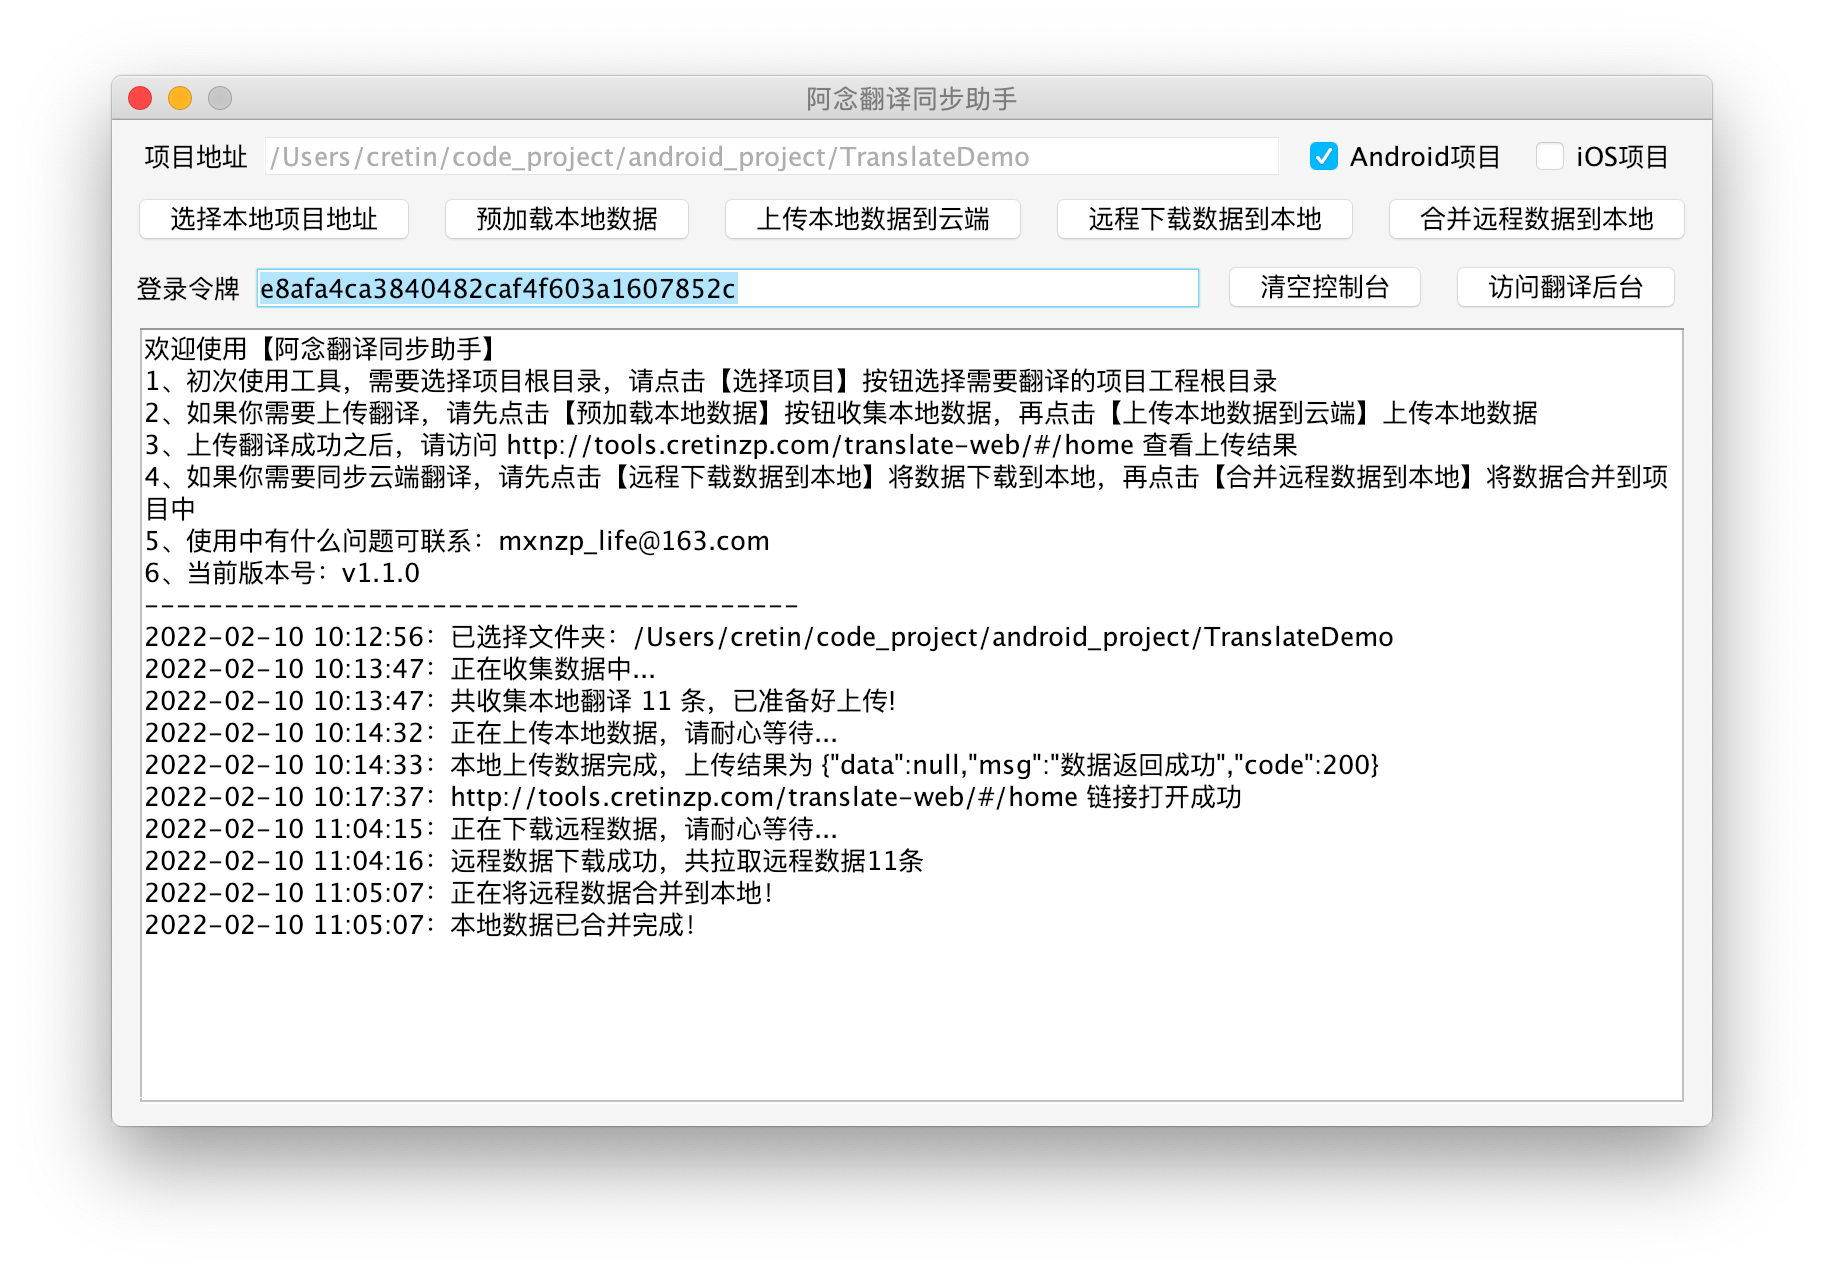 阿念翻译同步助手
项目地址 /Users/cretin/code_project/android_project/TranslateDemo Android项目 iOS项目
选择本地项目地址 预加载本地数据 上传本地数据到云端 远程下载数据到本地 合并远程数据到本地
登录令牌 e8afa4ca3840482caf4f603a1607852c 清空控制台 访问翻译后台
欢迎使用【阿念翻译同步助手】
1、初次使用工具，需要选择项目根目录，请点击【选择项目】按钮选择需要翻译的项目工程根目录
2、如果你需要上传翻译，请先点击【预加载本地数据】按钮收集本地数据，再点击【上传本地数据到云端】上传本地数据
3、上传翻译成功之后，请访问 http://tools.cretinzp.com/translate-web/#/home 查看上传结果
4、如果你需要同步云端翻译，请先点击【远程下载数据到本地】将数据下载到本地，再点击【合并远程数据到本地】将数据合并到项
目中
5、使用中有什么问题可联系：mxnzp_life@163.com
6、当前版本号：v1.1.0
-----------------------------------------
2022-02-10 10:12:56：已选择文件夹：/Users/cretin/code_project/android_project/TranslateDemo
2022-02-10 10:13:47：正在收集数据中...
2022-02-10 10:13:47：共收集本地翻译 11 条，已准备好上传!
2022-02-10 10:14:32：正在上传本地数据，请耐心等待...
2022-02-10 10:14:33：本地上传数据完成，上传结果为 {"data":null,"msg":"数据返回成功","code":200}
2022-02-10 10:17:37：http://tools.cretinzp.com/translate-web/#/home 链接打开成功
2022-02-10 11:04:15：正在下载远程数据，请耐心等待...
2022-02-10 11:04:16：远程数据下载成功，共拉取远程数据11条
2022-02-10 11:05:07：正在将远程数据合并到本地！
2022-02-10 11:05:07：本地数据已合并完成！